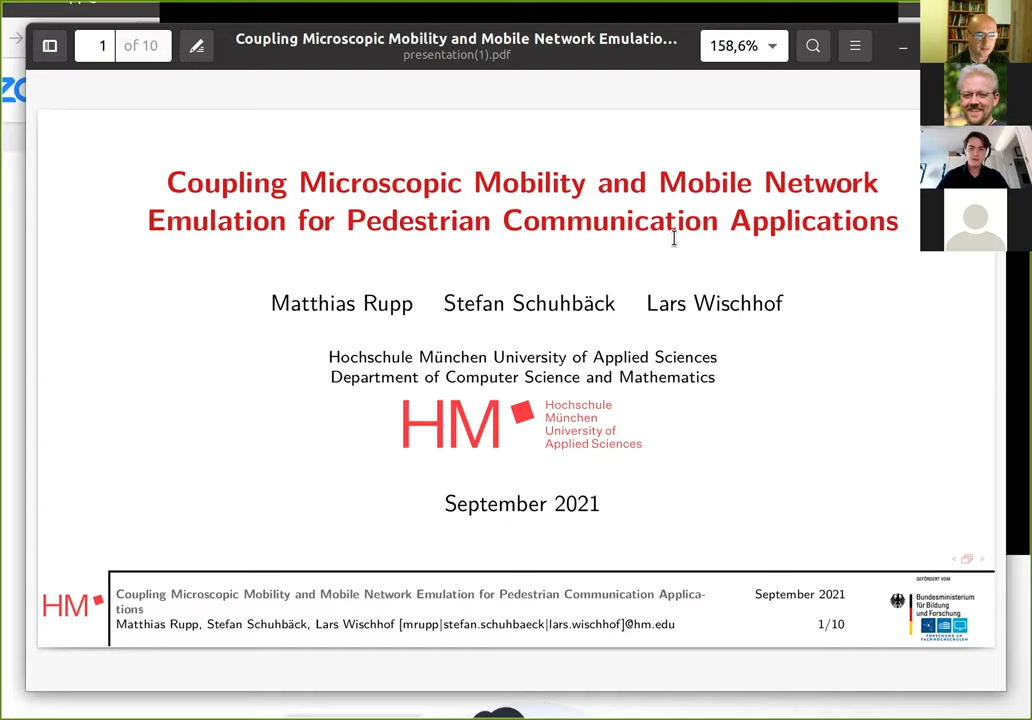 1 of 10
Coupling Microscopic Mobility and Mobile Network Emulatio...
presentation(1).pdf
158,6%
Coupling Microscopic Mobility and Mobile Network
Emulation for Pedestrian Communication Applications
Matthias Rupp Stefan Schuhbäck Lars Wischhof
Hochschule München University of Applied Sciences
Department of Computer Science and Mathematics
HM
Hochschule
München
University of
Applied Sciences
September 2021
HM
Coupling Microscopic Mobility and Mobile Network Emulation for Pedestrian Communication Applica-
tions
Matthias Rupp, Stefan Schuhbäck, Lars Wischhof [mrupp|stefan.schuhbaeck|lars.wischhof]@hm.edu
September 2021
1/10
GEFÖRDERT VOM
Bundesministerium
für Bildung
und Forschung
FORSCHUNG AN
FACHHOCHSCHULEN